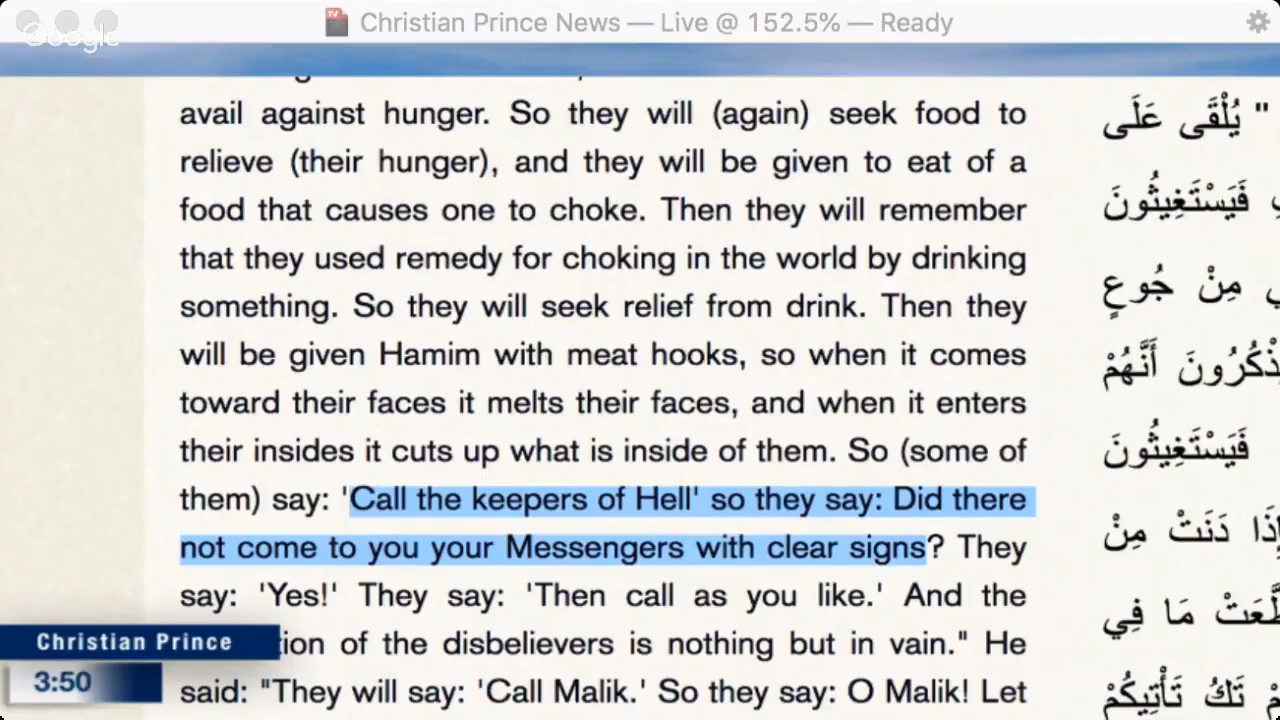 Google
Christian Prince News — Live @ 152.5% — Ready
avail against hunger. So they will (again) seek food to
relieve (their hunger), and they will be given to eat of a
food that causes one to choke. Then they will remember
that they used remedy for choking in the world by drinking
something. So they will seek relief from drink. Then they
will be given Hamim with meat hooks, so when it comes
toward their faces it melts their faces, and when it enters
their insides it cuts up what is inside of them. So (some of
them) say: 'Call the keepers of Hell' so they say: Did there
not come to you your Messengers with clear signs? They
say: 'Yes!' They say: 'Then call as you like.' And the
tion of the disbelievers is nothing but in vain." He
said: "They will say: 'Call Malik.' So they say: O Malik! Let
" يُلْقَى عَلَى
فَيَسْتَغِيثُونَ
مِنْ جُوعٍ
أَنَّهُمْ
فَيَسْتَغِيثُونَ
دَنَتْ مِنْ
مَا فِي
تَكُ تَأْتِيكُمْ
Christian Prince
3:50